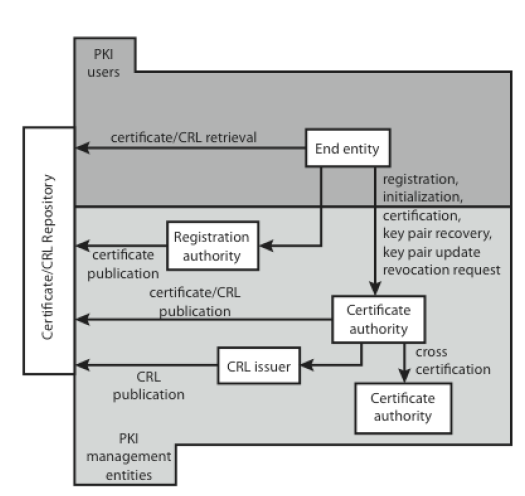 PKI
users
certificate/CRL retrieval
End entity
registration,
initialization,
certification,
key pair recovery,
key pair update
revocation request
Certificate/CRL Repository
Registration
authority
certificate
publication
certificate/CRL
publication
Certificate
authority
CRL issuer
cross
certification
CRL
publication
Certificate
authority
PKI
management
entities